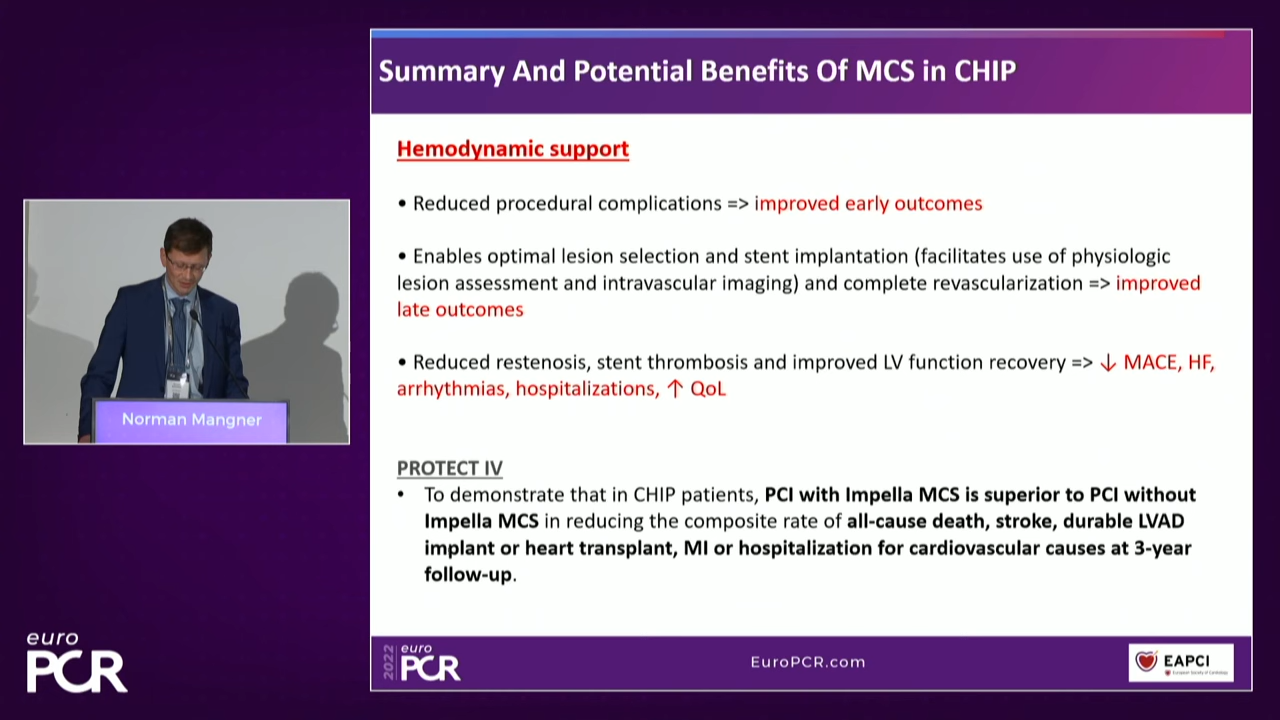 Summary And Potential Benefits Of MCS in CHIP
Hemodynamic support
• Reduced procedural complications => improved early outcomes
• Enables optimal lesion selection and stent implantation (facilitates use of physiologic
lesion assessment and intravascular imaging) and complete revascularization => improved
late outcomes
• Reduced restenosis, stent thrombosis and improved LV function recovery => ↓ MACE, HF,
arrhythmias, hospitalizations, ↑ QoL
PROTECT IV
• To demonstrate that in CHIP patients, PCI with Impella MCS is superior to PCI without
Impella MCS in reducing the composite rate of all-cause death, stroke, durable LVAD
implant or heart transplant, MI or hospitalization for cardiovascular causes at 3-year
follow-up.
Norman Mangner
euro
PCR
2022
euro
PCR
EuroPCR.com
EAPCI